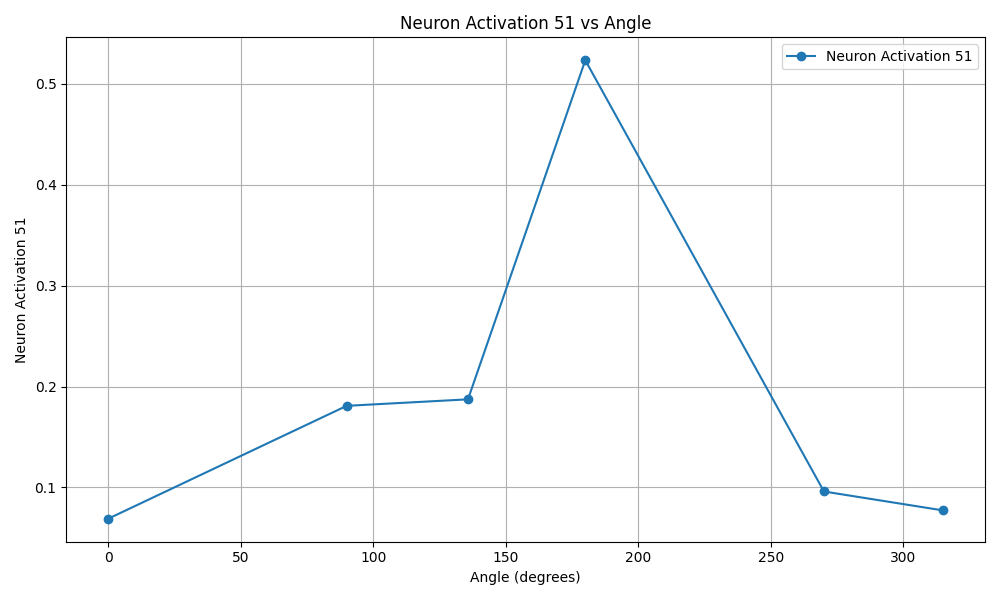 Neuron Activation 51 vs Angle
Neuron Activation 51
0.5
0.4
0.3
0.2
0.1
Neuron Activation 51
0 50 100 150 200 250 300
Angle (degrees)